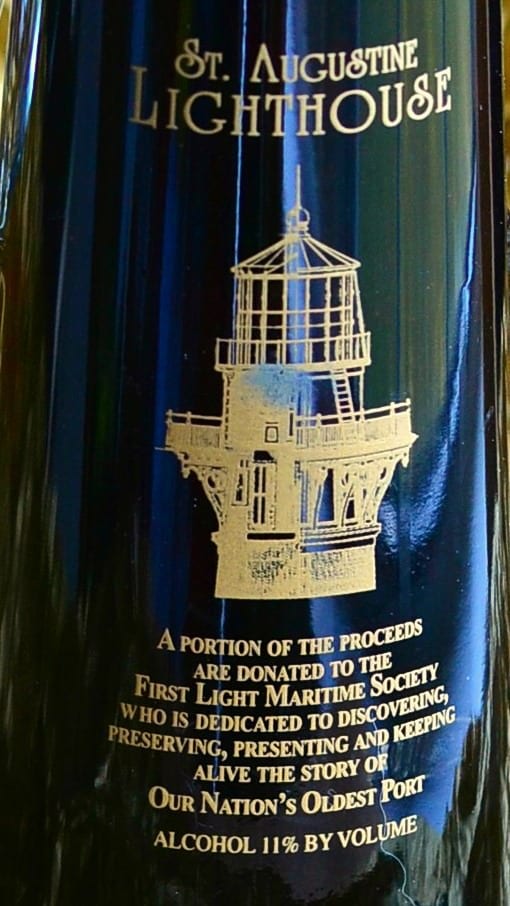 St. Augustine
Lighthouse
A PORTION OF THE PROCEEDS
ARE DONATED TO THE
FIRST LIGHT MARITIME SOCIETY
WHO IS DEDICATED TO DISCOVERING,
PRESERVING, PRESENTING AND KEEPING
ALIVE THE STORY OF
OUR NATION'S OLDEST PORT
ALCOHOL 11% BY VOLUME